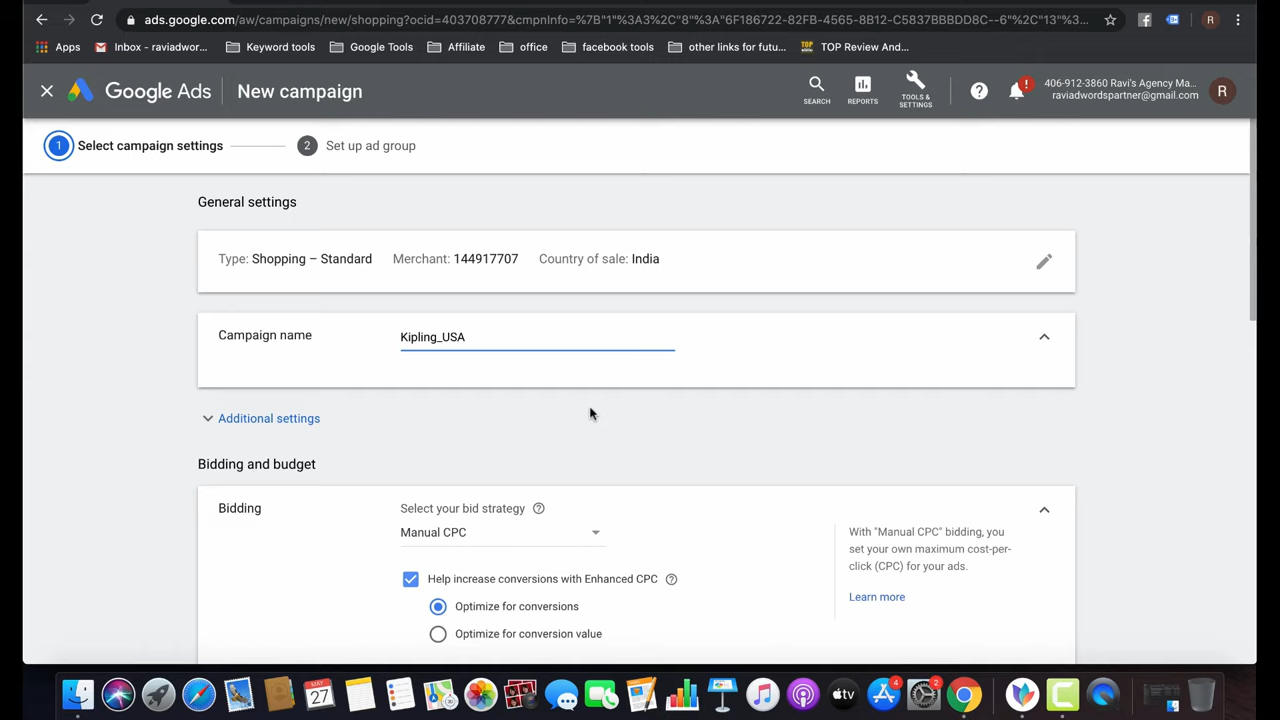 ads.google.com/aw/campaigns/new/shopping?ocid=403708777&cmpnInfo=%7B"1"%3A3%2C"8"%3A"6F186722-82FB-4565-8B12-C5837BBBDD8C--6"%2C"13"%3...
R
Apps
Inbox - raviadwor...
Keyword tools
Google Tools
Affiliate
office
facebook tools
other links for futu...
TOP Review And...
Google Ads
New campaign
SEARCH
REPORTS
TOOLS & SETTINGS
406-912-3860 Ravi's Agency Ma...
raviadwordspartner@gmail.com
R
1 Select campaign settings
2 Set up ad group
General settings
Type: Shopping – Standard Merchant: 144917707 Country of sale: India
Campaign name Kipling_USA
Additional settings
Bidding and budget
Bidding
Select your bid strategy
Manual CPC
Help increase conversions with Enhanced CPC
Optimize for conversions
Optimize for conversion value
With "Manual CPC" bidding, you
set your own maximum cost-per-
click (CPC) for your ads.
Learn more
MAY
27
tv
4
2